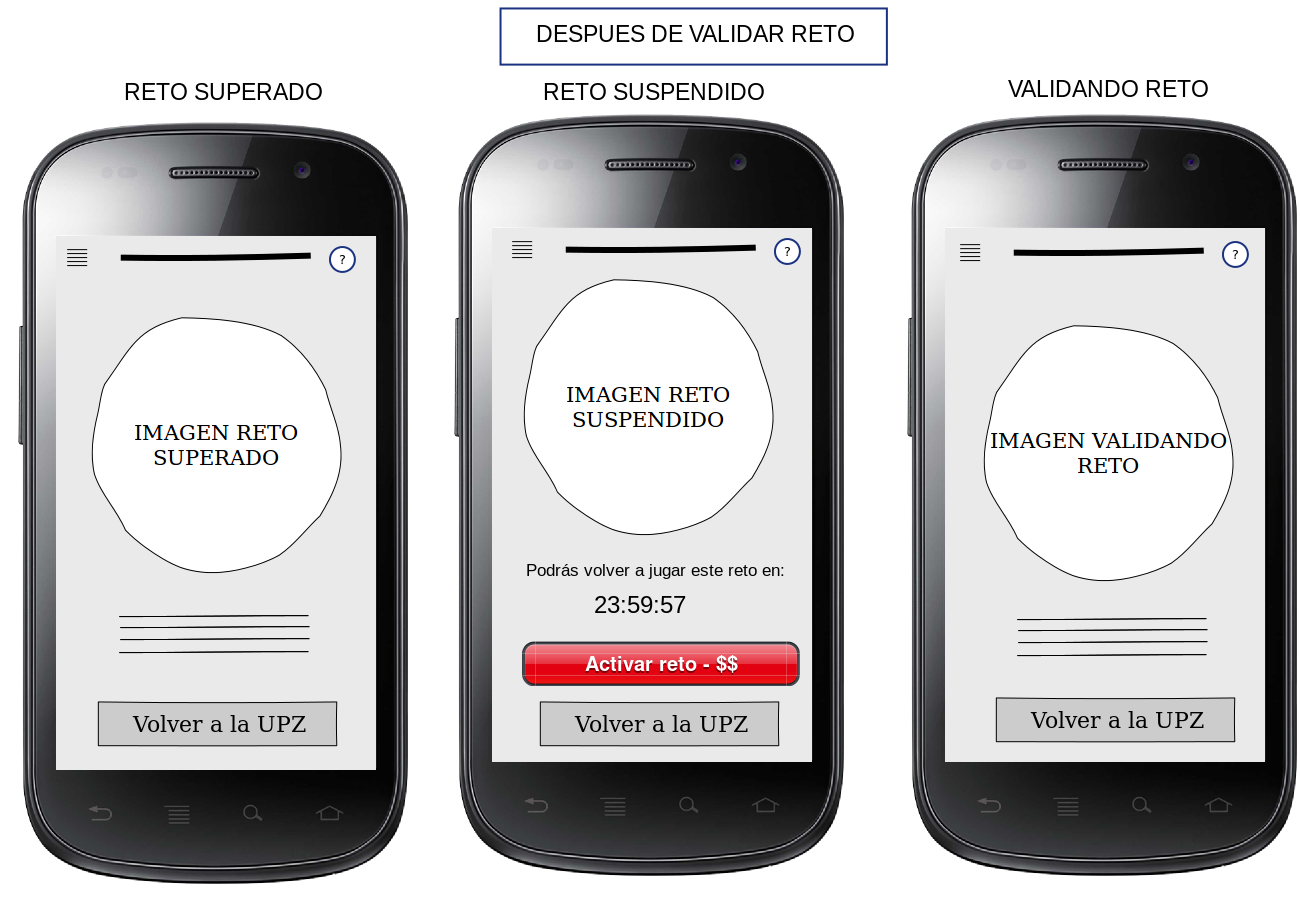 DESPUES DE VALIDAR RETO
RETO SUPERADO
RETO SUSPENDIDO
VALIDANDO RETO
?
IMAGEN RETO
SUPERADO
Volver a la UPZ
?
IMAGEN RETO
SUSPENDIDO
Podrás volver a jugar este reto en:
23:59:57
Activar reto - $$
Volver a la UPZ
?
IMAGEN VALIDANDO
RETO
Volver a la UPZ